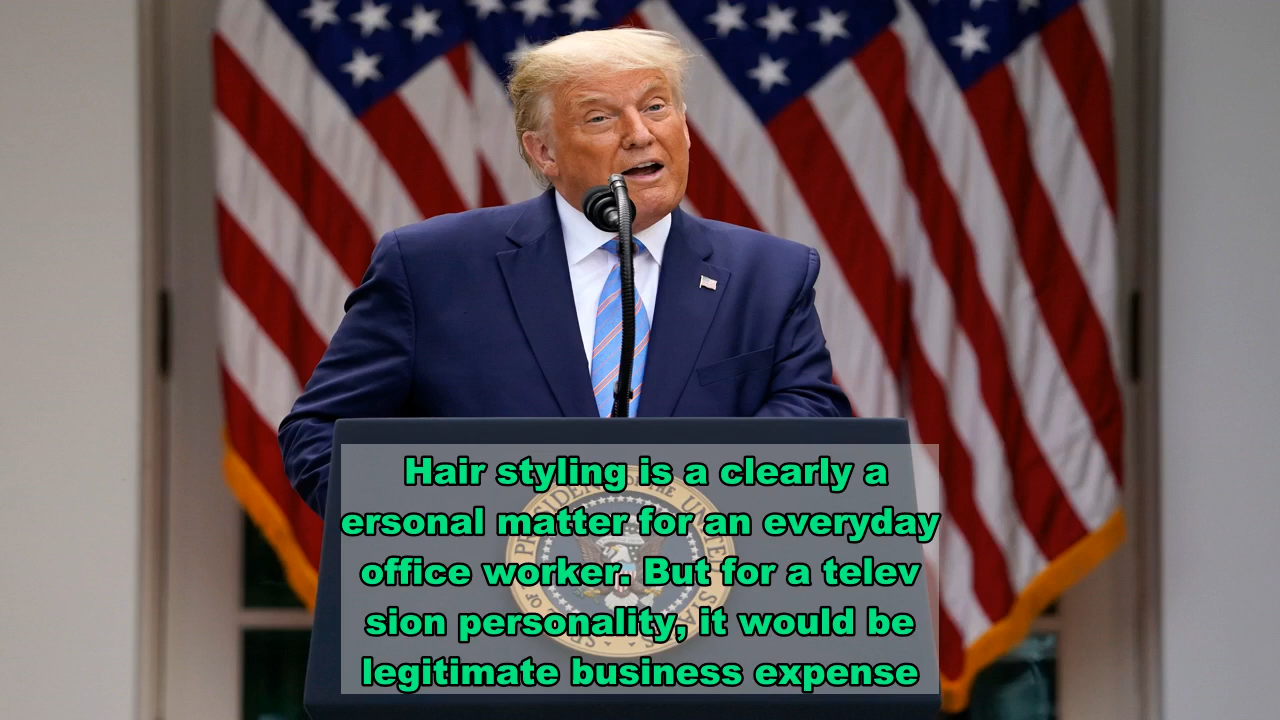 Hair styling is a clearly a
ersonal matter for an everyday
office worker. But for a telev
sion personality, it would be
legitimate business expense